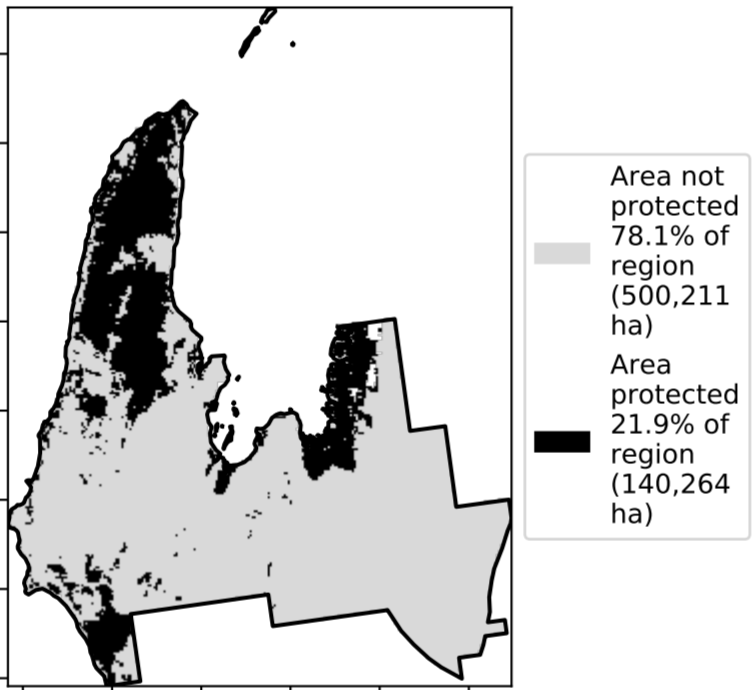 Area not
protected
78.1% of
region
(500,211
ha)
Area
protected
21.9% of
region
(140,264
ha)